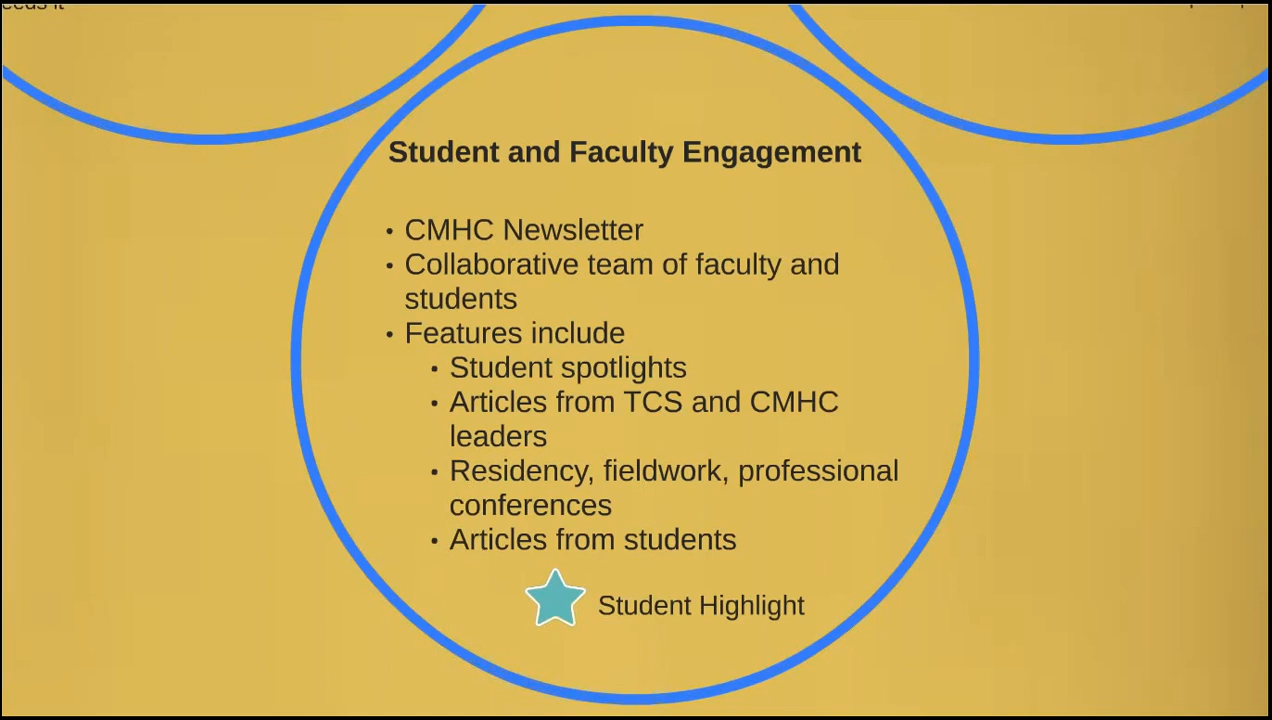 Student and Faculty Engagement
• CMHC Newsletter
• Collaborative team of faculty and
students
• Features include
• Student spotlights
• Articles from TCS and CMHC
leaders
• Residency, fieldwork, professional
conferences
• Articles from students
Student Highlight